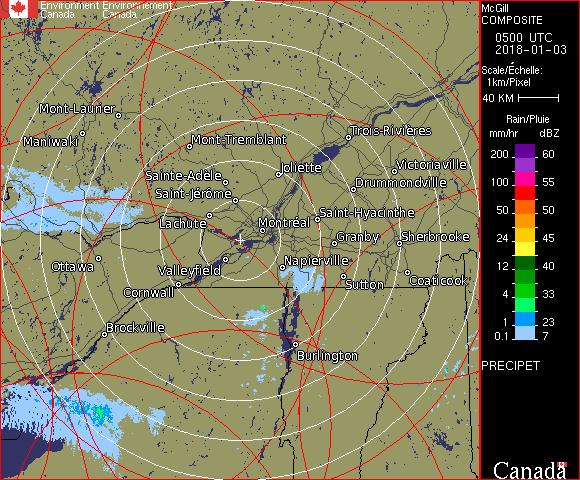 Environment Environnement
Canada Canada
McGill
COMPOSITE
0500 UTC
2018-01-03
Scale/Échelle:
1km/Pixel
40 KM
Rain/Pluie
mm/hr dBZ
200 60
150 55
100 55
50 50
24 45
12 40
4 33
1 23
0.1 7
PRECIPET
Canada
Mont-Laurier
Maniwaki
Mont-Tremblant
Trois-Rivières
Sainte-Adèle
Joliette
Victoriaville
Saint-Jérôme
Drummondville
Lachute
Montréal
Saint-Hyacinthe
Granby
Sherbrooke
Ottawa
Valleyfield
Napierville
Cornwall
Sutton
Coaticook
Brockville
Burlington